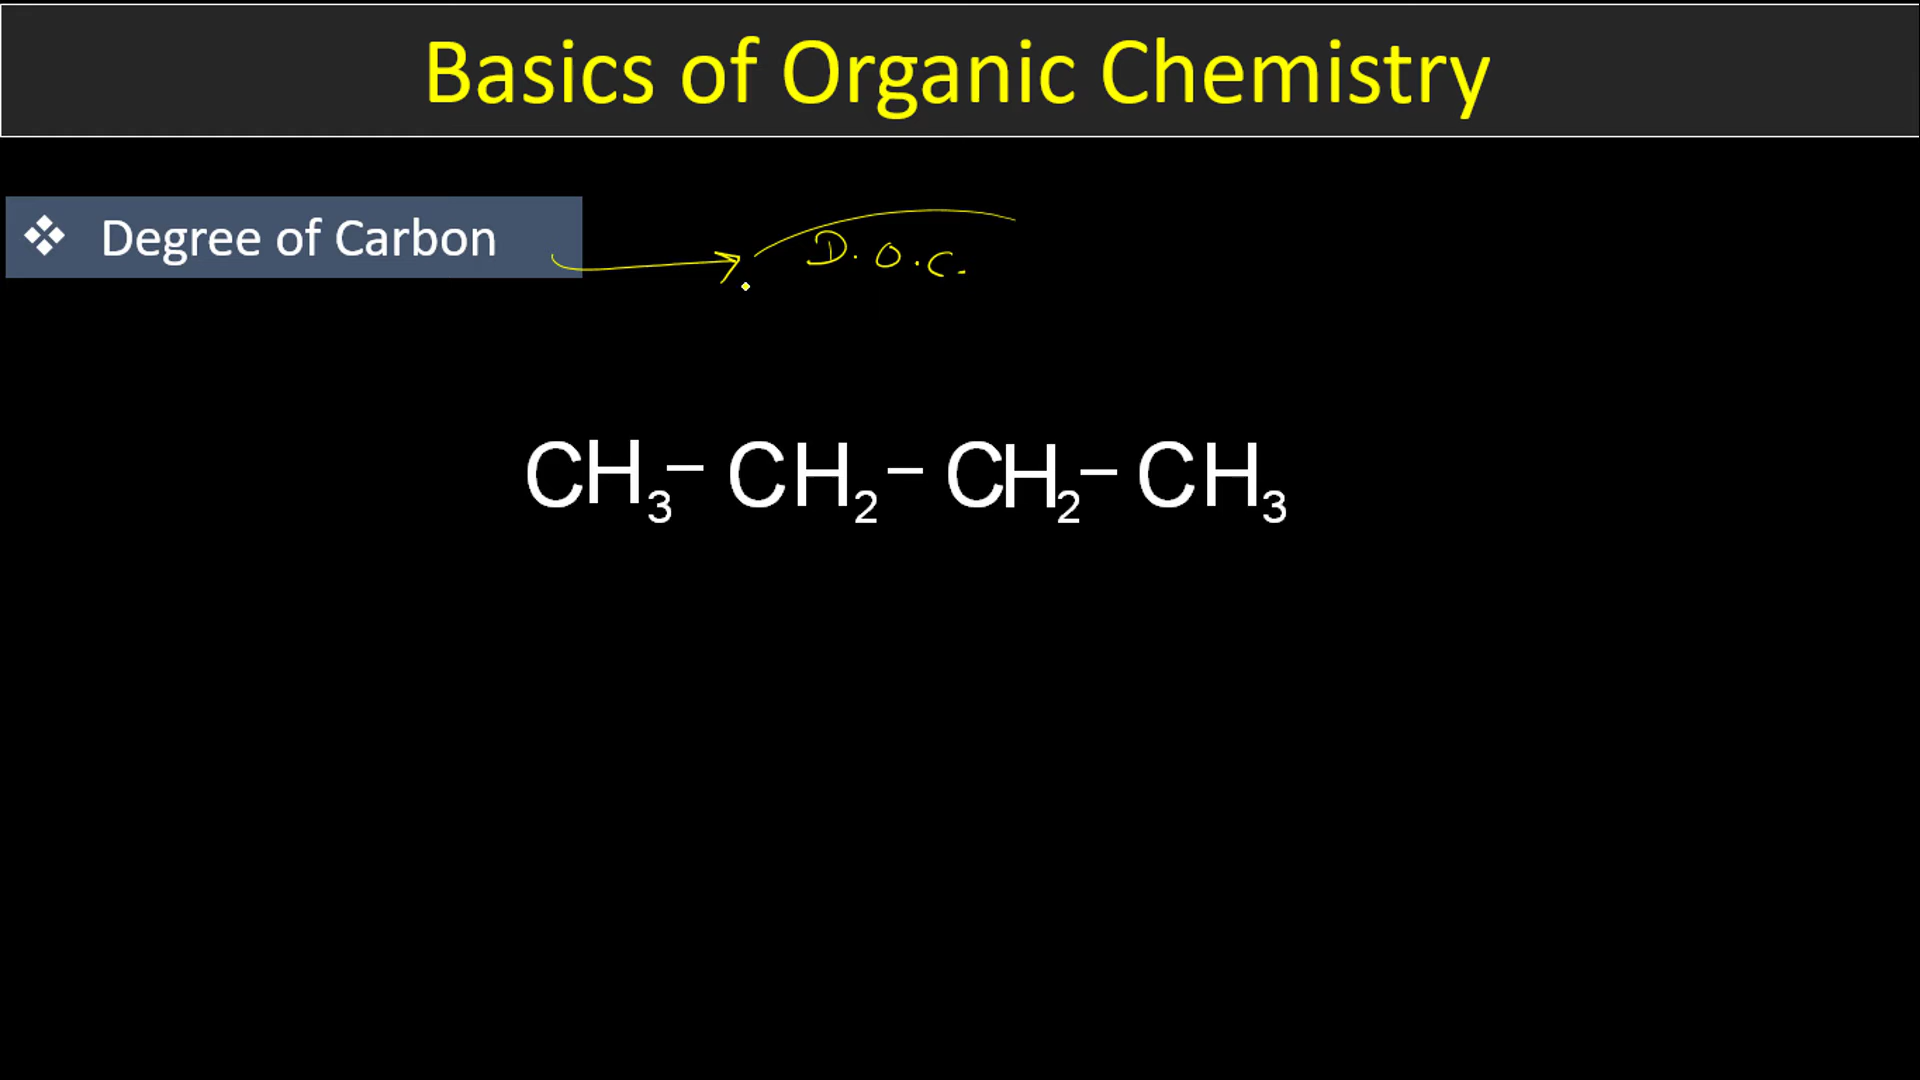 Basics of Organic Chemistry
❖ Degree of Carbon
D.O.C.
CH₃– CH₂ – CH₂– CH₃